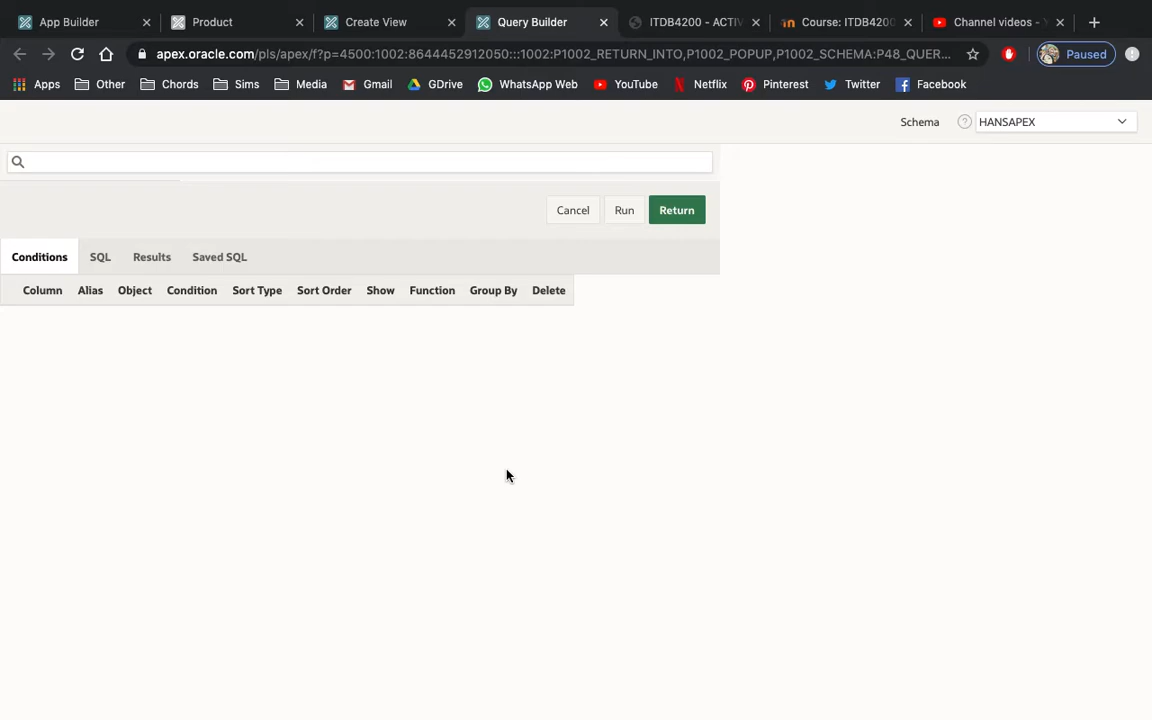 App Builder
Product
Create View
Query Builder
ITDB4200 - ACTIV
Course: ITDB4200
Channel videos -
apex.oracle.com/pls/apex/f?p=4500:1002:8644452912050:::1002:P1002_RETURN_INTO,P1002_POPUP,P1002_SCHEMA:P48_QUER...
Paused
Apps
Other
Chords
Sims
Media
Gmail
GDrive
WhatsApp Web
YouTube
Netflix
Pinterest
Twitter
Facebook
Schema
HANSAPEX
Cancel
Run
Return
Conditions
SQL
Results
Saved SQL
Column
Alias
Object
Condition
Sort Type
Sort Order
Show
Function
Group By
Delete